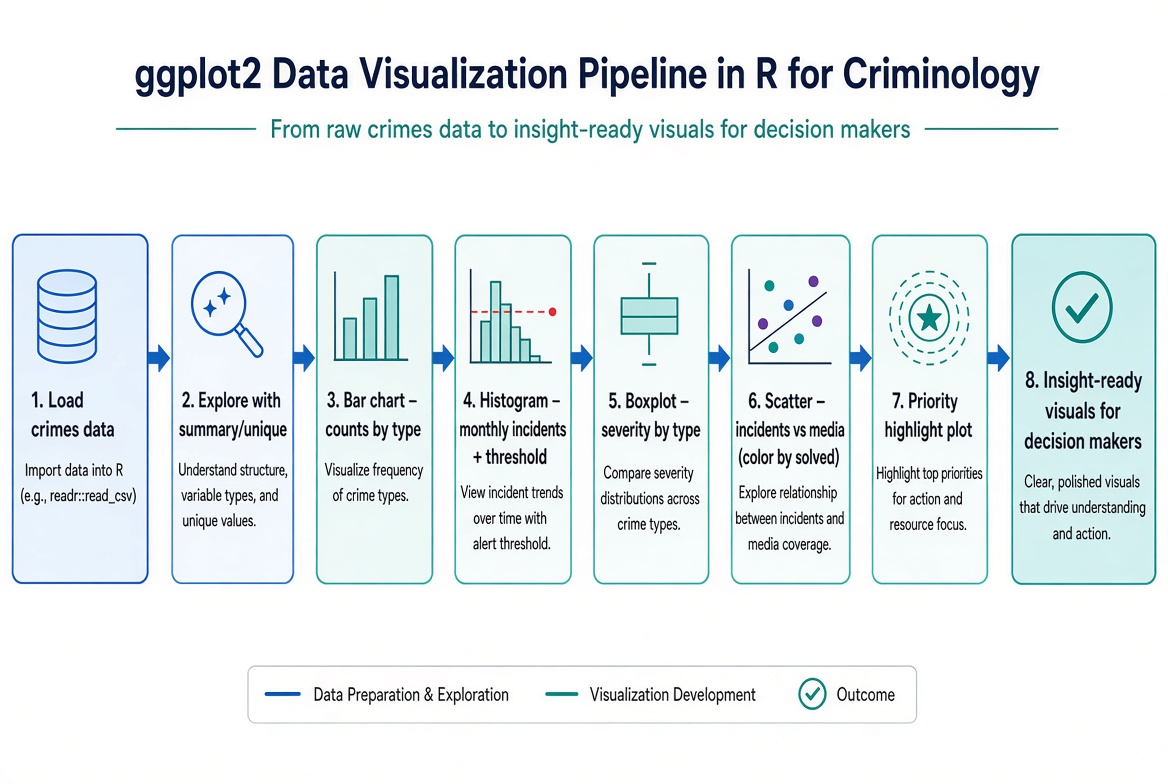 ggplot2 Data Visualization Pipeline in R for Criminology
From raw crimes data to insight-ready visuals for decision makers
1. Load
crimes data
Import data into R
(e.g., readr::read_csv)
2. Explore with
summary/unique
Understand structure,
variable types, and
unique values.
3. Bar chart –
counts by type
Visualize frequency
of crime types.
4. Histogram –
monthly incidents
+ threshold
View incident trends
over time with
alert threshold.
5. Boxplot –
severity by type
Compare severity
distributions across
crime types.
6. Scatter –
incidents vs media
(color by solved)
Explore relationship
between incidents and
media coverage.
7. Priority
highlight plot
Highlight top priorities
for action and
resource focus.
8. Insight-ready
visuals for
decision makers
Clear, polished visuals
that drive understanding
and action.
Data Preparation & Exploration
Visualization Development
Outcome